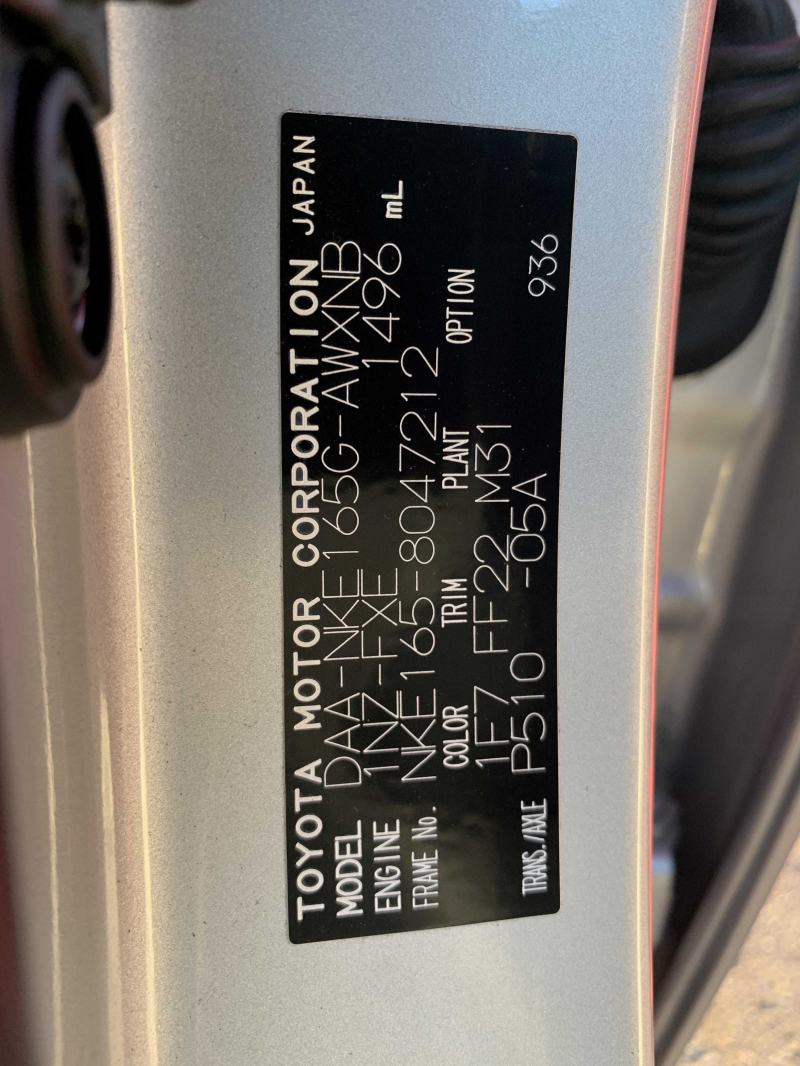 TOYOTA MOTOR CORPORATION JAPAN
MODEL DAA-NKE165G-AWXNB
ENGINE 1NZ-FXE 1496 mL
FRAME No. NKE165-8047212
COLOR TRIM PLANT OPTION
1F7 FF22 M31
TRANS./AXLE P510 -05A 936